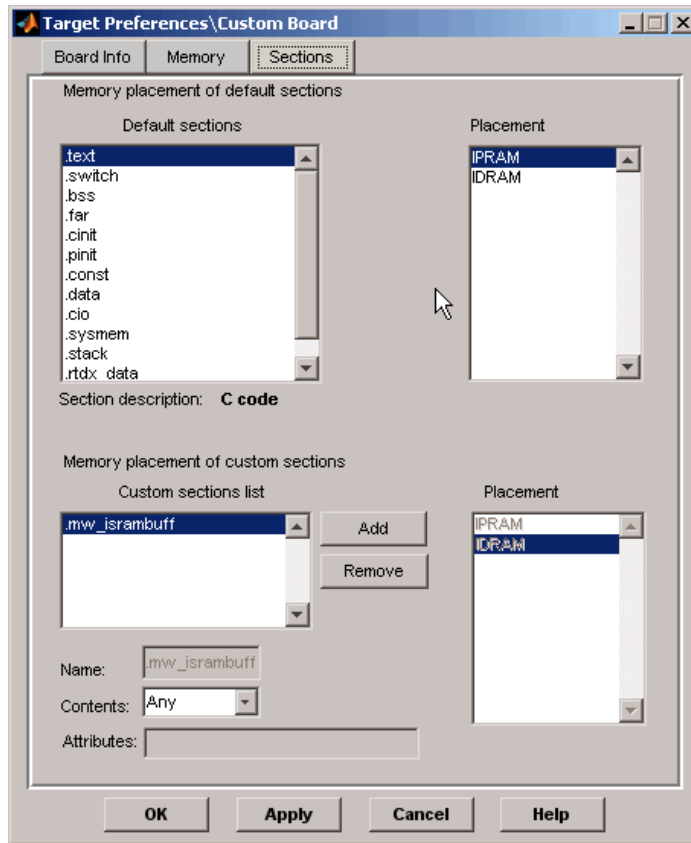 Target Preferences\Custom Board
Board Info Memory Sections
Memory placement of default sections
Default sections Placement
.text
.switch
.bss
.far
.cinit
.pinit
.const
.data
.cio
.sysmem
.stack
.rtdx_data
IPRAM
IDRAM
Section description: C code
Memory placement of custom sections
Custom sections list Placement
.mw_isrambuff
Add
Remove
IPRAM
IDRAM
Name: .mw_isrambuff
Contents: Any
Attributes:
OK Apply Cancel Help